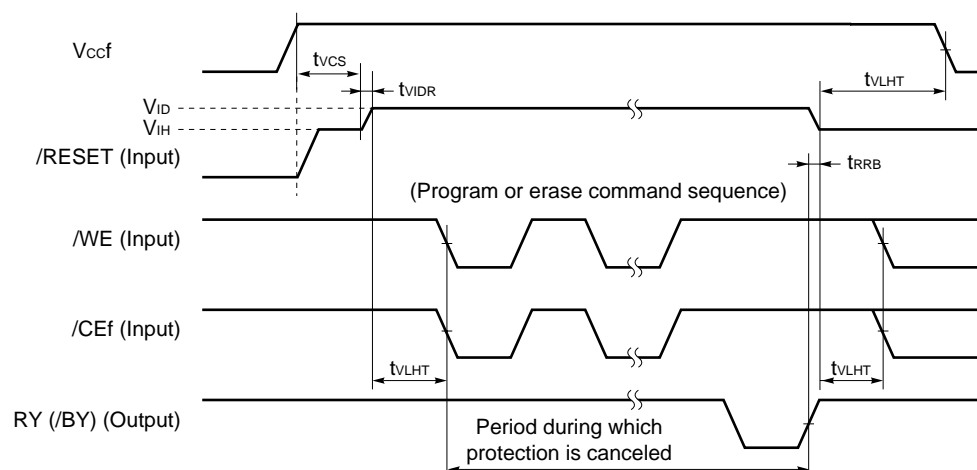 VCCf
tVCS
tVIDR
tVLHT
VID
VIH
/RESET (Input)
tRRB
(Program or erase command sequence)
/WE (Input)
/CEf (Input)
tVLHT
tVLHT
RY (/BY) (Output)
Period during which
protection is canceled